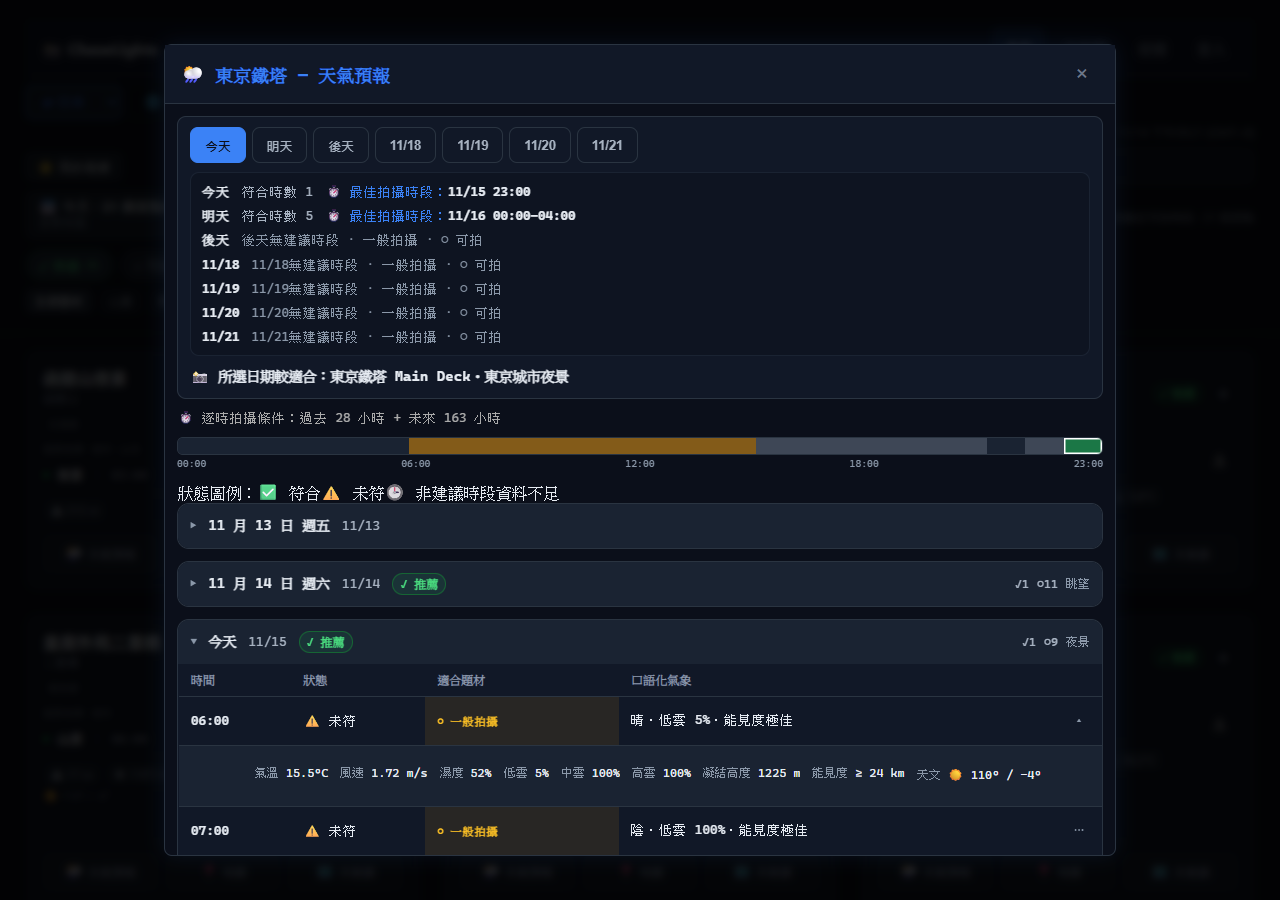 東京鐵塔 - 天氣預報 ×
今天 明天 後天 11/18 11/19 11/20 11/21
今天 符合時數 1 最佳拍攝時段：11/15 23:00
明天 符合時數 5 最佳拍攝時段：11/16 00:00-04:00
後天 後天無建議時段 · 一般拍攝 · ○ 可拍
11/18 11/18無建議時段 · 一般拍攝 · ○ 可拍
11/19 11/19無建議時段 · 一般拍攝 · ○ 可拍
11/20 11/20無建議時段 · 一般拍攝 · ○ 可拍
11/21 11/21無建議時段 · 一般拍攝 · ○ 可拍
所選日期較適合：東京鐵塔 Main Deck・東京城市夜景
逐時拍攝條件：過去 28 小時 + 未來 163 小時
00:00 06:00 12:00 18:00 23:00
狀態圖例：✅ 符合⚠️ 未符🕒 非建議時段資料不足
▸ 11 月 13 日 週五 11/13
▸ 11 月 14 日 週六 11/14 ✓ 推薦 ✓1 ○11 眺望
▾ 今天 11/15 ✓ 推薦 ✓1 ○9 夜景
時間 狀態 適合題材 口語化氣象
06:00 ⚠️ 未符 ○ 一般拍攝 晴・低雲 5%・能見度極佳
氣溫 15.5°C 風速 1.72 m/s 濕度 52% 低雲 5% 中雲 100% 高雲 100% 凝結高度 1225 m 能見度 ≥ 24 km 天文 110° / -4°
07:00 ⚠️ 未符 ○ 一般拍攝 陰・低雲 100%・能見度極佳 ⋯